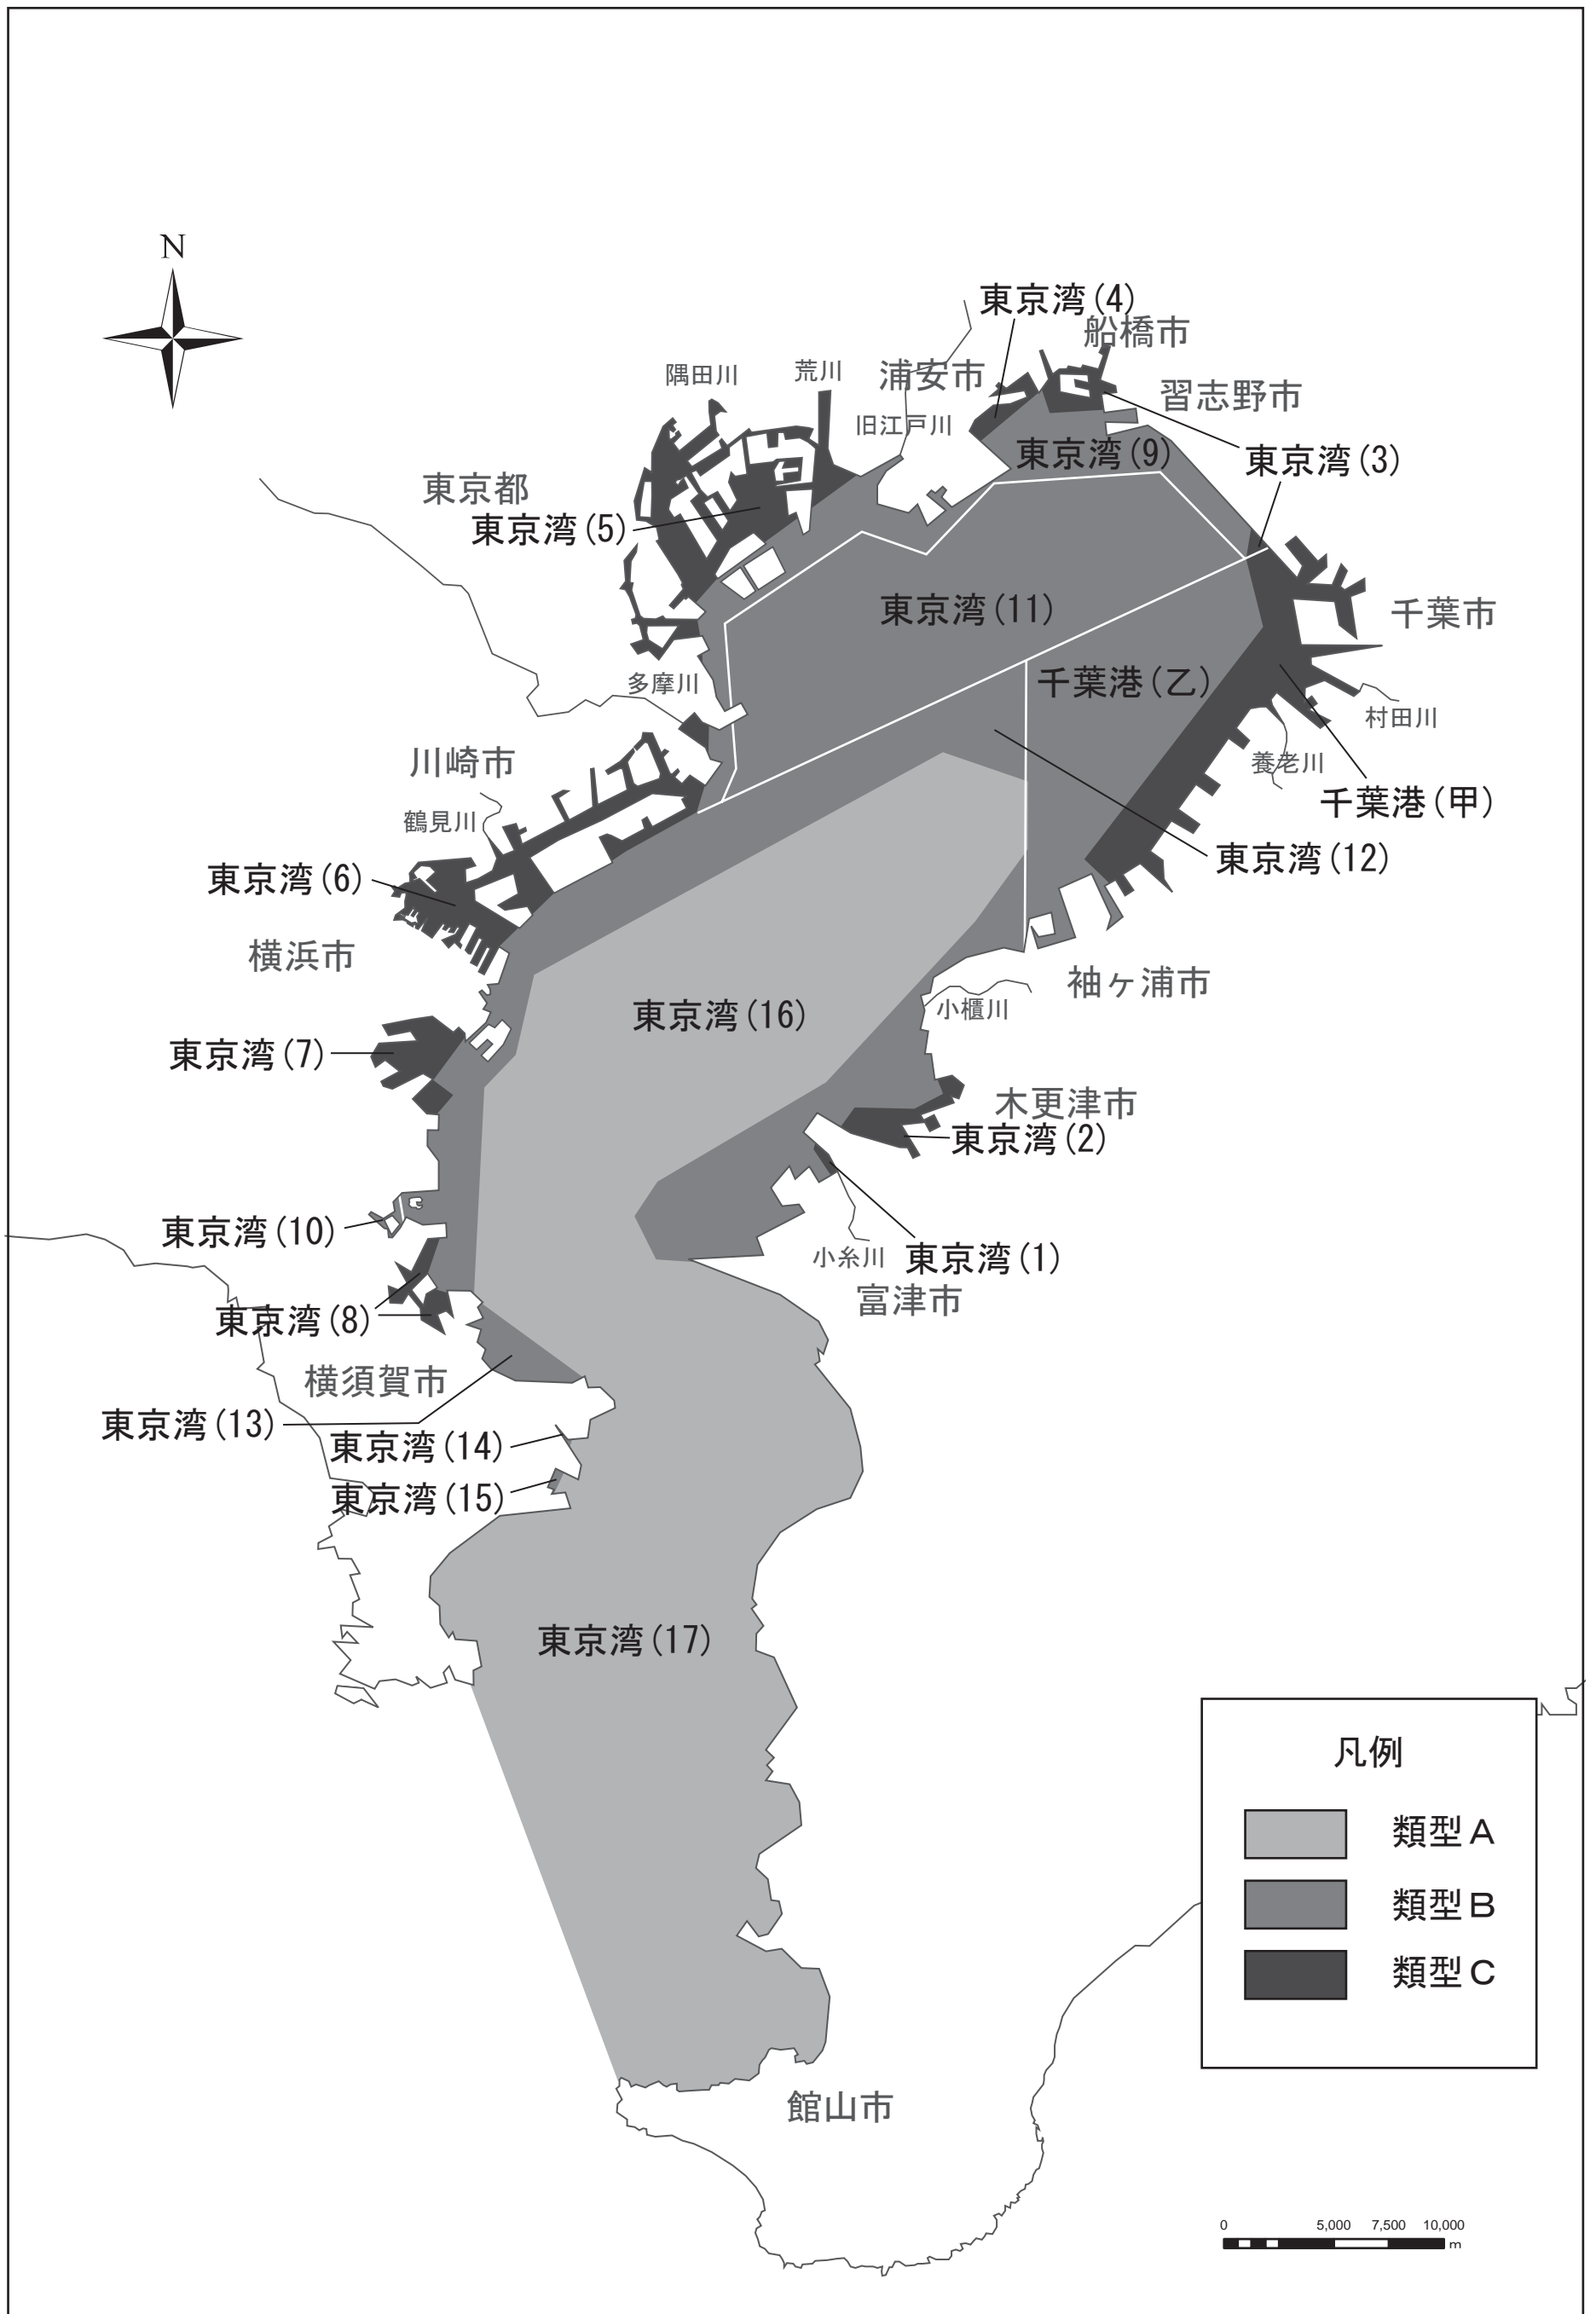 N
東京湾(4)
船橋市
隅田川
荒川
浦安市
習志野市
旧江戸川
東京湾(9)
東京湾(3)
東京都
東京湾(5)
東京湾(11)
千葉市
多摩川
千葉港(乙)
村田川
川崎市
養老川
千葉港(甲)
鶴見川
東京湾(12)
東京湾(6)
横浜市
袖ヶ浦市
東京湾(16)
小櫃川
東京湾(7)
木更津市
東京湾(2)
東京湾(10)
小糸川
東京湾(1)
富津市
東京湾(8)
横須賀市
東京湾(13)
東京湾(14)
東京湾(15)
東京湾(17)
凡例
類型A
類型B
類型C
館山市
0 5,000 7,500 10,000
m